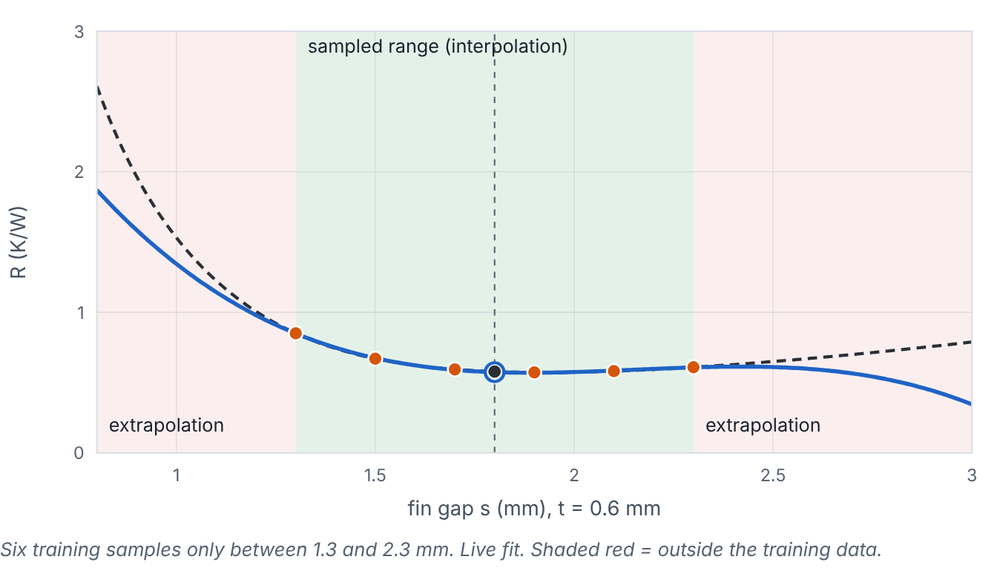 3
sampled range (interpolation)
2
R (K/W)
1
extrapolation
extrapolation
0
1
1.5
2
2.5
3
fin gap s (mm), t = 0.6 mm
Six training samples only between 1.3 and 2.3 mm. Live fit. Shaded red = outside the training data.